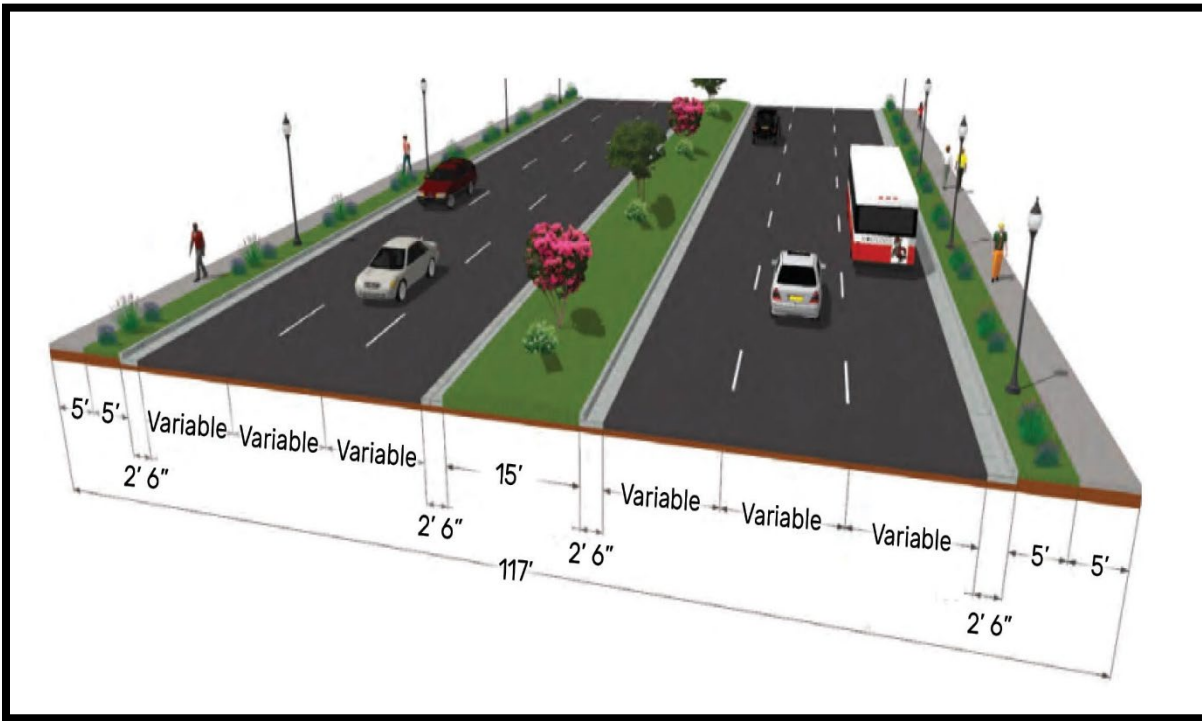 5′
5′
Variable
Variable
Variable
2′ 6″
2′ 6″
15′
2′ 6″
Variable
Variable
Variable
2′ 6″
5′
5′
117′